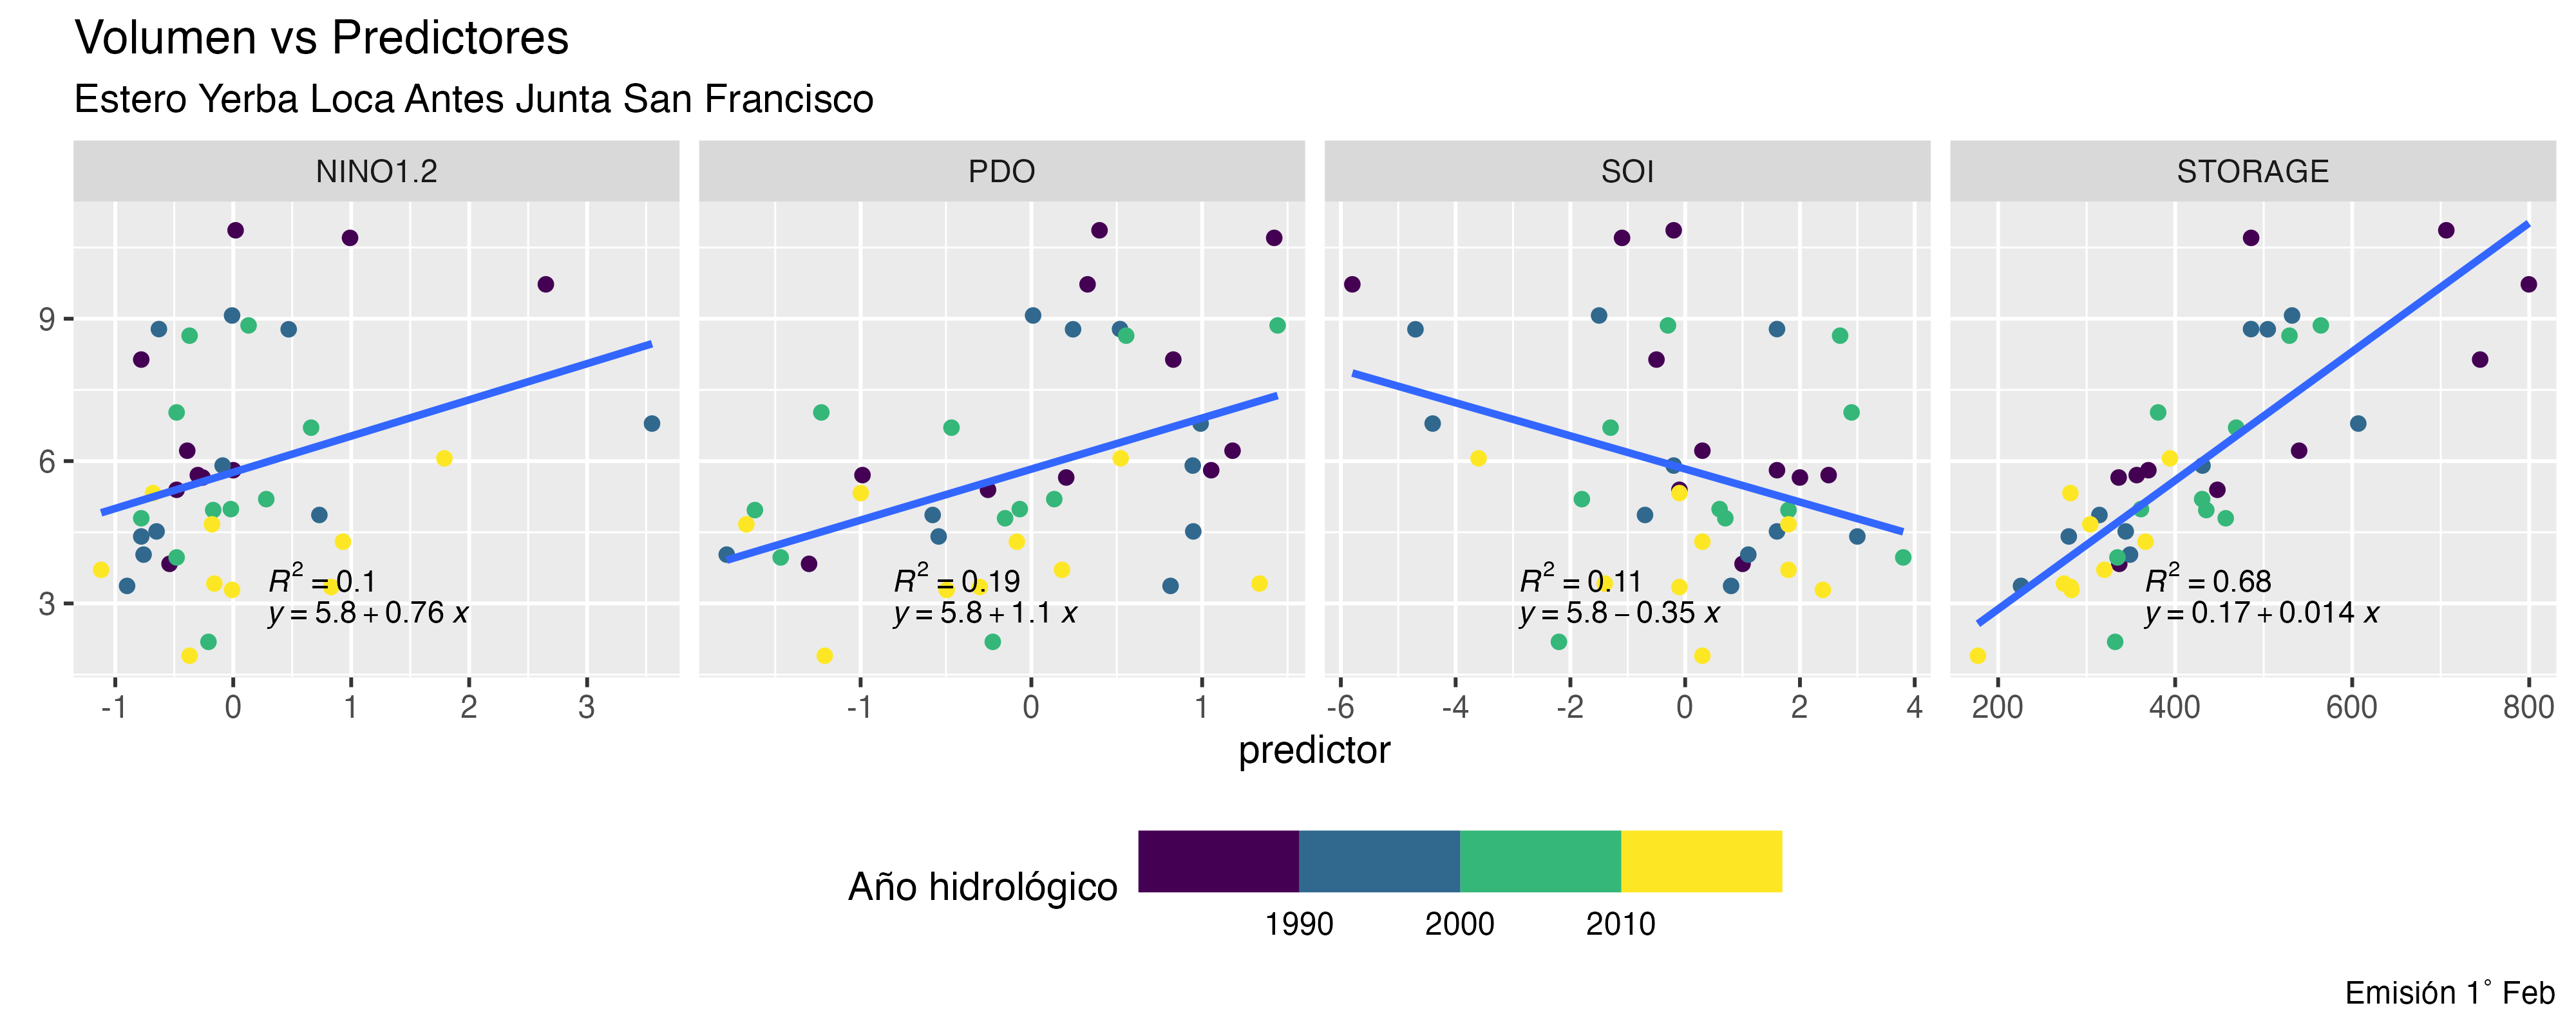 Volumen vs Predictores
Estero Yerba Loca Antes Junta San Francisco
NINO1.2 PDO SOI STORAGE
9
6
3
R² = 0.1
y = 5.8 + 0.76 x
R² = 0.19
y = 5.8 + 1.1 x
R² = 0.11
y = 5.8 − 0.35 x
R² = 0.68
y = 0.17 + 0.014 x
-1 0 1 2 3 -1 0 1 -6 -4 -2 0 2 4 200 400 600 800
predictor
Año hidrológico
1990 2000 2010
Emisión 1° Feb